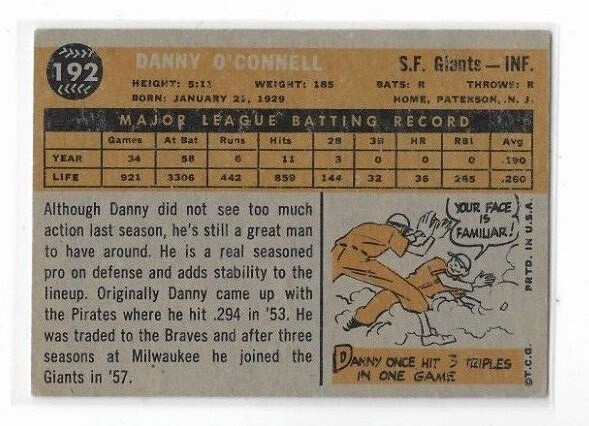 192
DANNY O'CONNELL
S.F. Giants — INF.
HEIGHT: 5:11 WEIGHT: 185 BATS: R THROWS: R
BORN: JANUARY 21, 1929 HOME, PATERSON, N. J.
MAJOR LEAGUE BATTING RECORD
Games At Bat Runs Hits 2B 3B HR RBI Avg
YEAR 34 58 6 11 3 0 0 0 .190
LIFE 921 3306 442 859 144 32 36 265 .260
Although Danny did not see too much
action last season, he's still a great man
to have around. He is a real seasoned
pro on defense and adds stability to the
lineup. Originally Danny came up with
the Pirates where he hit .294 in '53. He
was traded to the Braves and after three
seasons at Milwaukee he joined the
Giants in '57.
YOUR FACE
IS
FAMILIAR!
DANNY ONCE HIT 3 TRIPLES
IN ONE GAME
©T.C.G. PRTD. IN U.S.A.